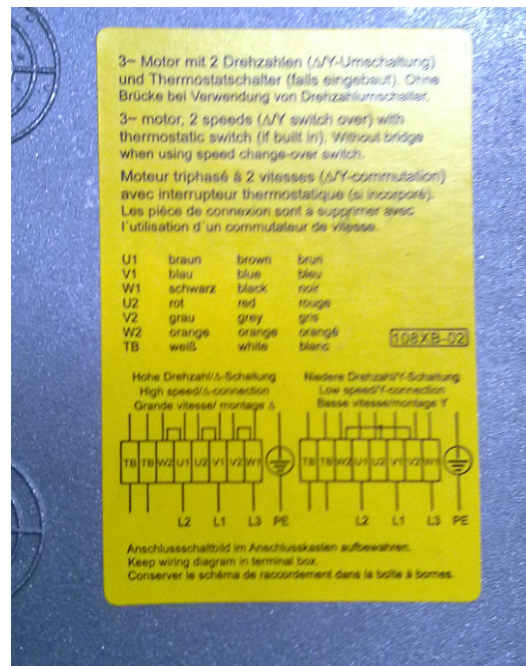 3~ Motor mit 2 Drehzahlen (Δ/Y-Umschaltung)
und Thermostatschalter (falls eingebaut). Ohne
Brücke bei Verwendung von Drehzahlumschalter.
3~ motor, 2 speeds (Δ/Y switch over) with
thermostatic switch (if built in). Without bridge
when using speed change-over switch.
Moteur triphasé à 2 vitesses (Δ/Y-commutation)
avec interrupteur thermostatique (si incorporé).
Les pièce de connexion sont à supprimer avec
l´utilisation d´un commutateur de vitesse.
U1 braun brown brun
V1 blau blue bleu
W1 schwarz black noir
U2 rot red rouge
V2 grau grey gris
W2 orange orange orangé
TB weiß white blanc
108XB-02
Hohe Drehzahl/Δ-Schaltung
High speed/Δ-connection
Grande vitesse/ montage Δ
Niedere Drehzahl/Y-Schaltung
Low speed/Y-connection
Basse vitesse/montage Y
TB TB W2 U1 U2 V1 V2 W1
L2 L1 L3 PE
TB TB W2 U1 U2 V1 V2 W1
L2 L1 L3 PE
Anschlussschaltbild im Anschlusskasten aufbewahren.
Keep wiring diagram in terminal box.
Conserver le schéma de raccordement dans la boîte à bornes.